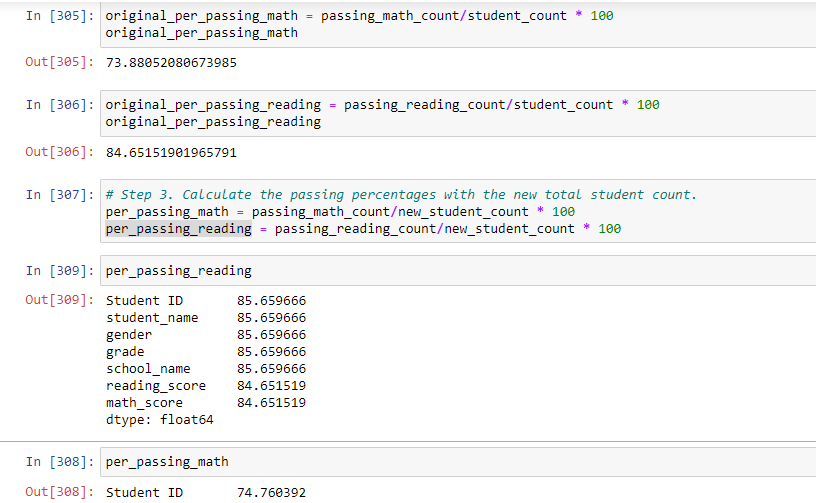 In [305]: original_per_passing_math = passing_math_count/student_count * 100
original_per_passing_math
Out[305]: 73.88052080673985
In [306]: original_per_passing_reading = passing_reading_count/student_count * 100
original_per_passing_reading
Out[306]: 84.65151901965791
In [307]: # Step 3. Calculate the passing percentages with the new total student count.
per_passing_math = passing_math_count/new_student_count * 100
per_passing_reading = passing_reading_count/new_student_count * 100
In [309]: per_passing_reading
Out[309]: Student ID 85.659666
student_name 85.659666
gender 85.659666
grade 85.659666
school_name 85.659666
reading_score 84.651519
math_score 84.651519
dtype: float64
In [308]: per_passing_math
Out[308]: Student ID 74.760392